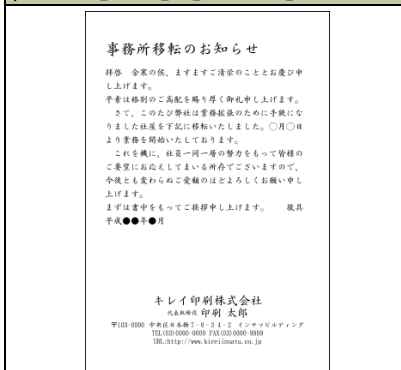 事務所移転のお知らせ
拝啓　余寒の候、ますますご清栄のこととお慶び申
し上げます。
平素は格別のご高配を賜り厚く御礼申し上げます。
　さて、このたび弊社は業務拡張のために手狭にな
りました社屋を下記に移転いたしました。〇月〇日
より業務を開始いたしております。
　これを機に、社員一同一層の努力をもって皆様の
ご要望にお応えしてまいる所存でございますので、
今後とも変わらぬご愛顧のほどよろしくお願い申し
上げます。
まずは書中をもってご挨拶申し上げます。　敬具
平成●●年●月
キレイ印刷株式会社
代表取締役 印刷 太郎
〒103-0000 中央区日本橋7-6-34-2 インサツビルディング
TEL(03)0000-0000 FAX(03)0000-9999
URL:http://www.kireiinsatu.co.jp